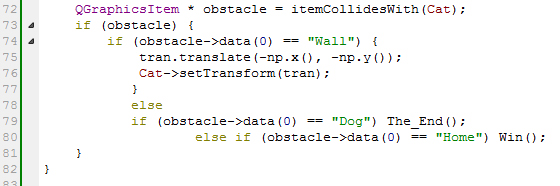 72 QGraphicsItem * obstacle = itemCollidesWith(Cat);
73 if (obstacle) {
74 if (obstacle->data(0) == "Wall") {
75 tran.translate(-np.x(), -np.y());
76 Cat->setTransform(tran);
77 }
78 else
79 if (obstacle->data(0) == "Dog") The_End();
80 else if (obstacle->data(0) == "Home") Win();
81 }
82 }
83